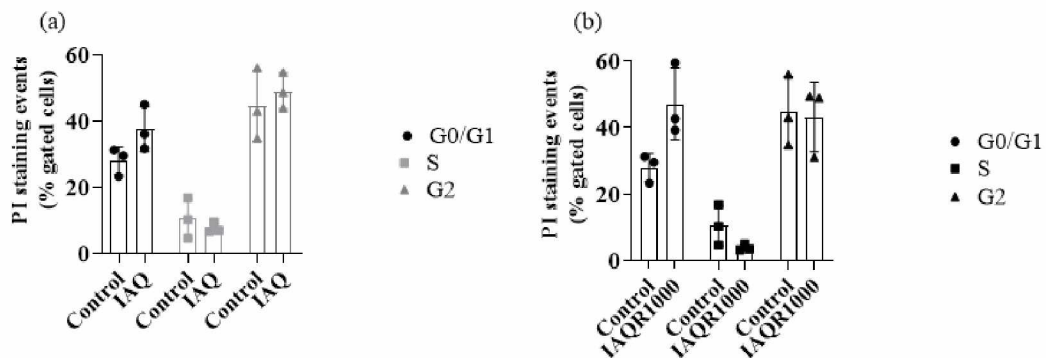 (a)
PI staining events
(% gated cells)
60
40
20
0
Control
IAQ
Control
IAQ
Control
IAQ
G0/G1
S
G2
(b)
PI staining events
(% gated cells)
60
40
20
0
Control
IAQR1000
Control
IAQR1000
Control
IAQR1000
G0/G1
S
G2